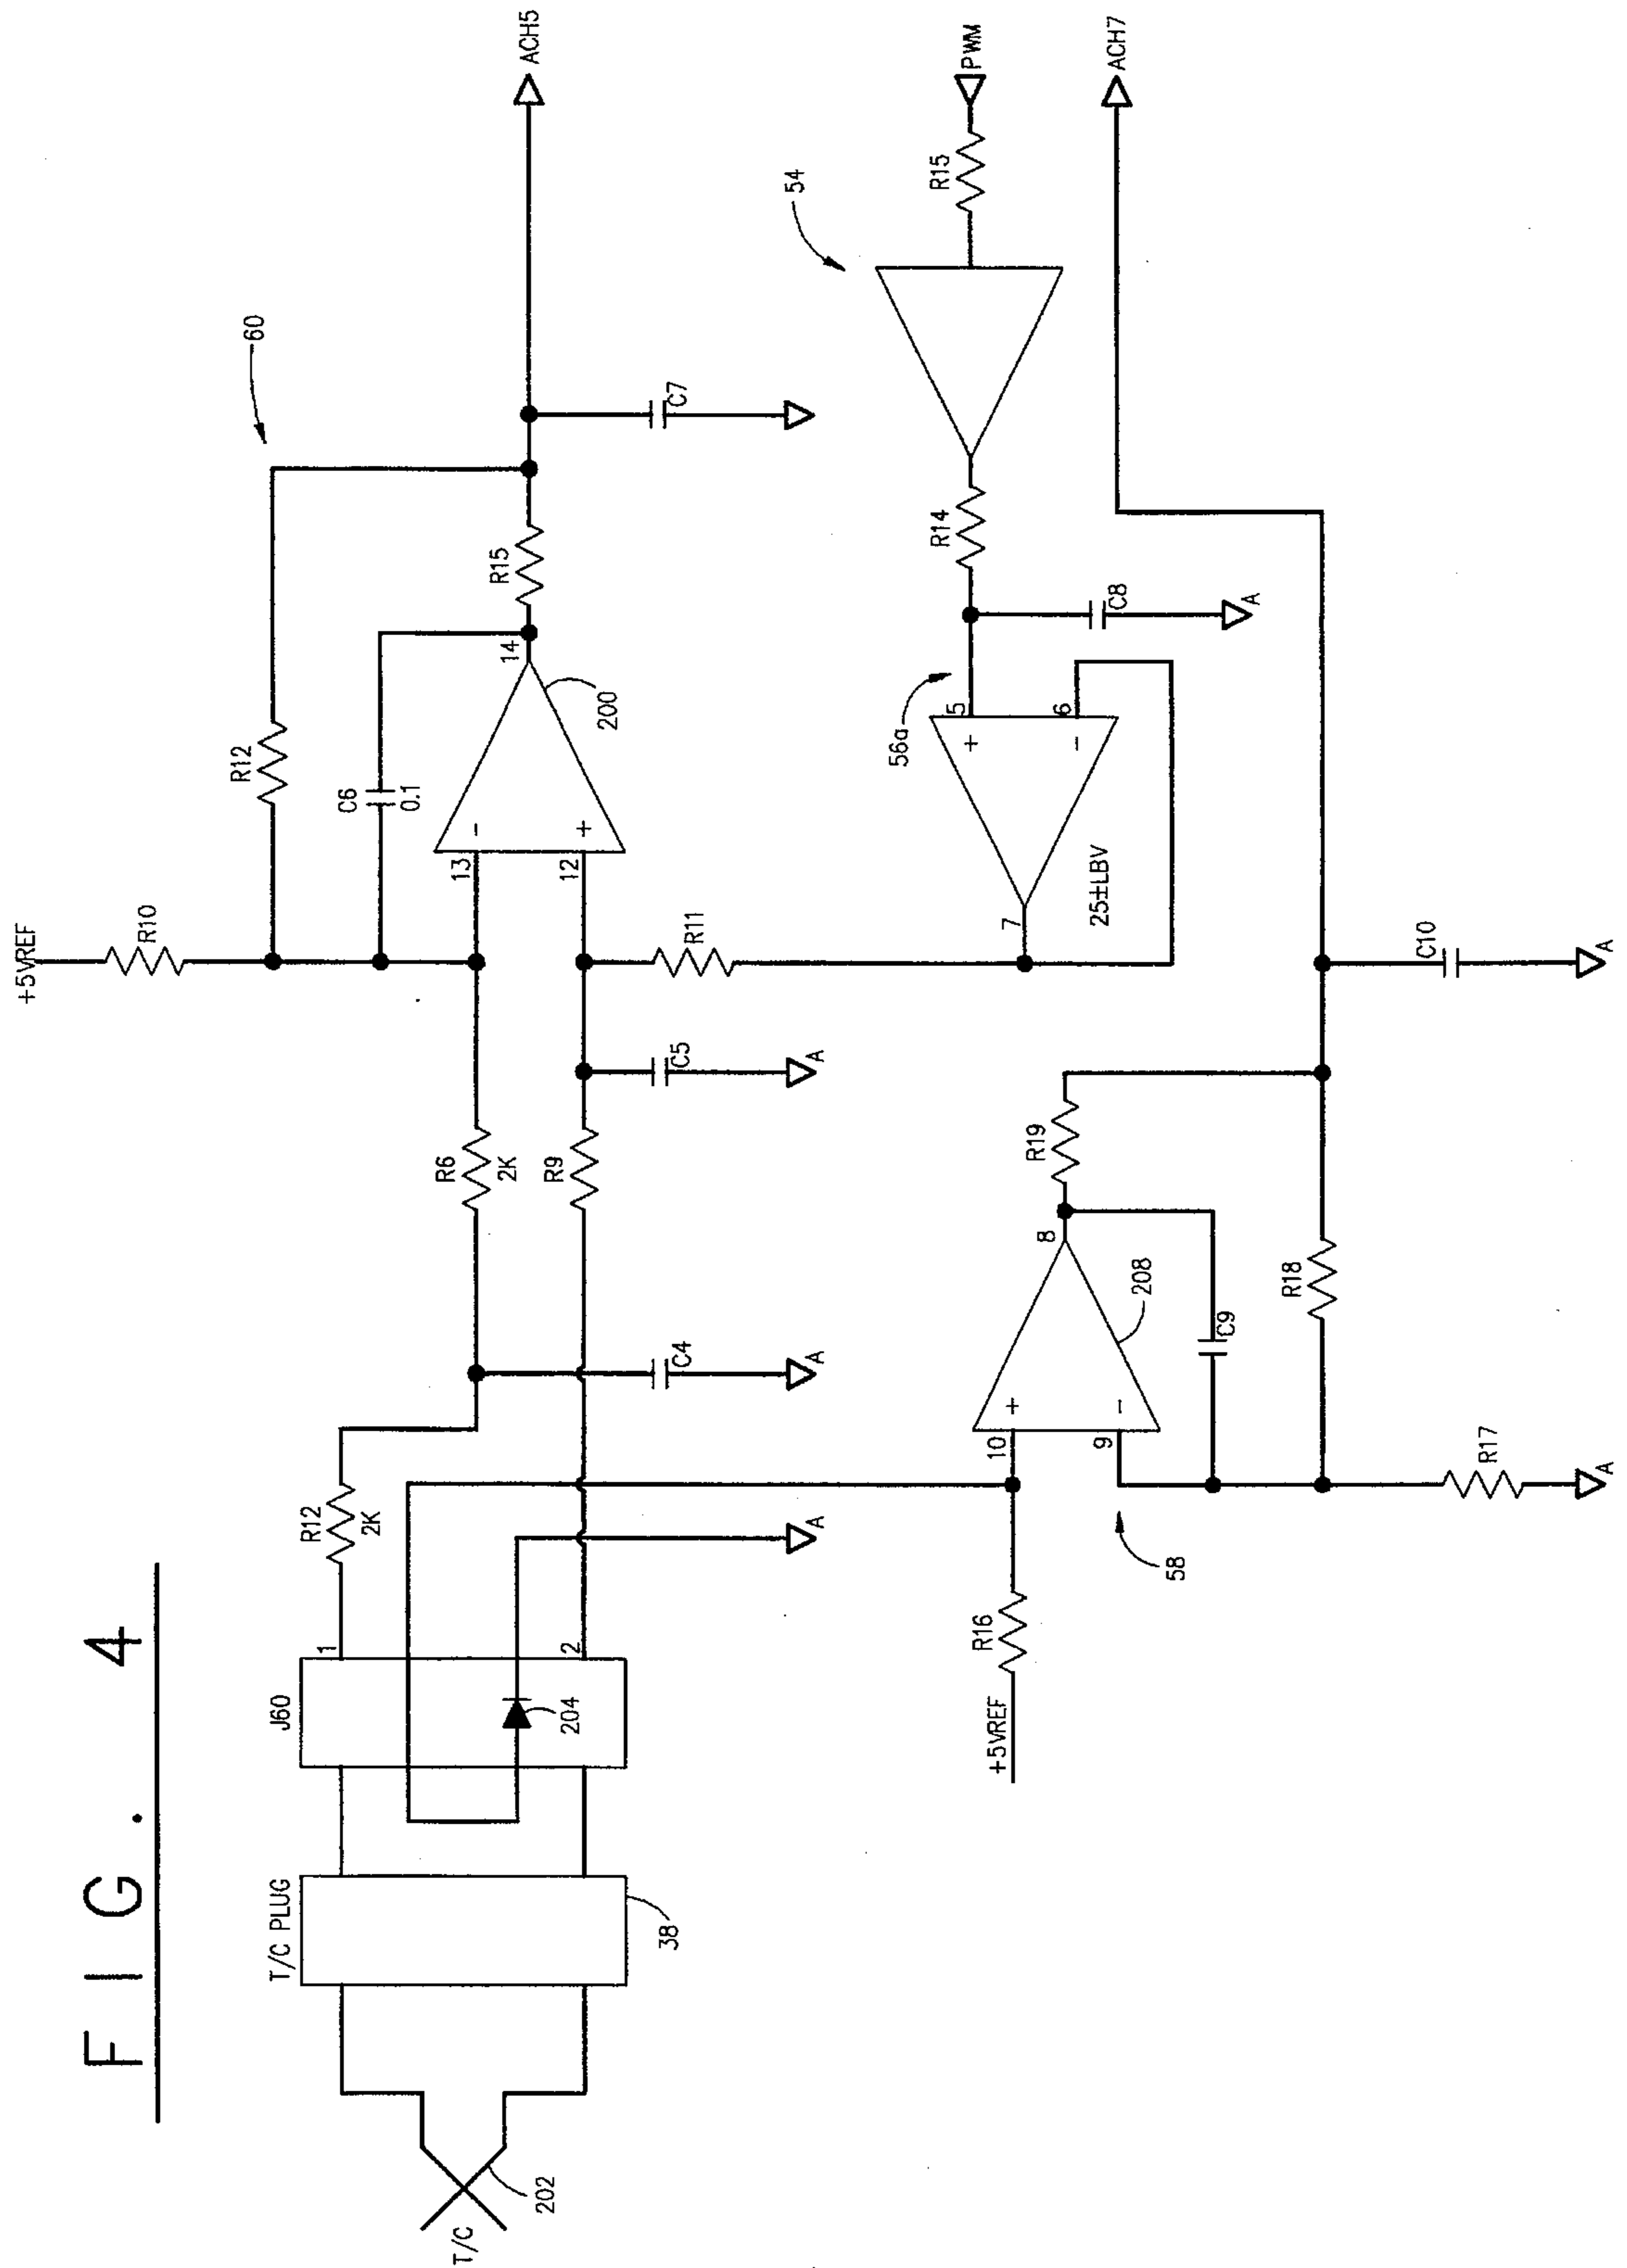 FIG. 4
+5VREF
R10
60
R12
C6
0.1
13
12
14
200
R15
ACH5
C7
T/C
202
T/C PLUG
38
J60
1
2
204
R12
2K
A
C4
A
R6
2K
R9
C5
A
R11
7
25±LBV
56a
5
6
+
-
-
+
R14
C8
A
54
R15
PWM
ACH7
+5VREF
R16
10
9
+
-
58
8
208
R19
C9
R18
R17
A
C10
A